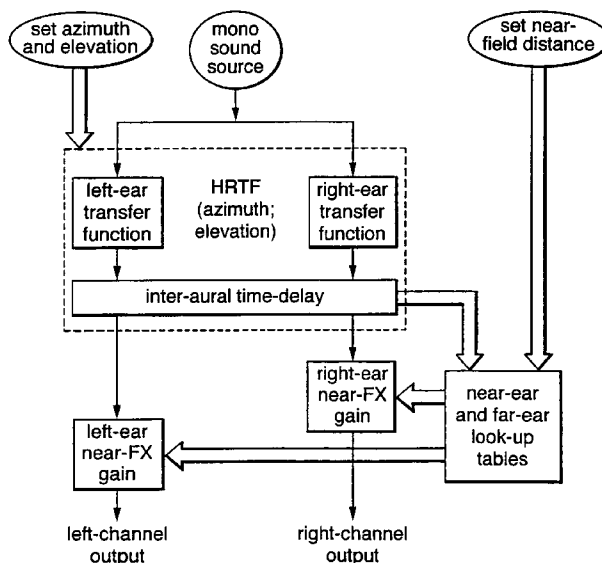 set azimuth
and elevation
mono
sound
source
set near-
field distance
left-ear
transfer
function
HRTF
(azimuth;
elevation)
right-ear
transfer
function
inter-aural time-delay
right-ear
near-FX
gain
near-ear
and far-ear
look-up
tables
left-ear
near-FX
gain
left-channel
output
right-channel
output